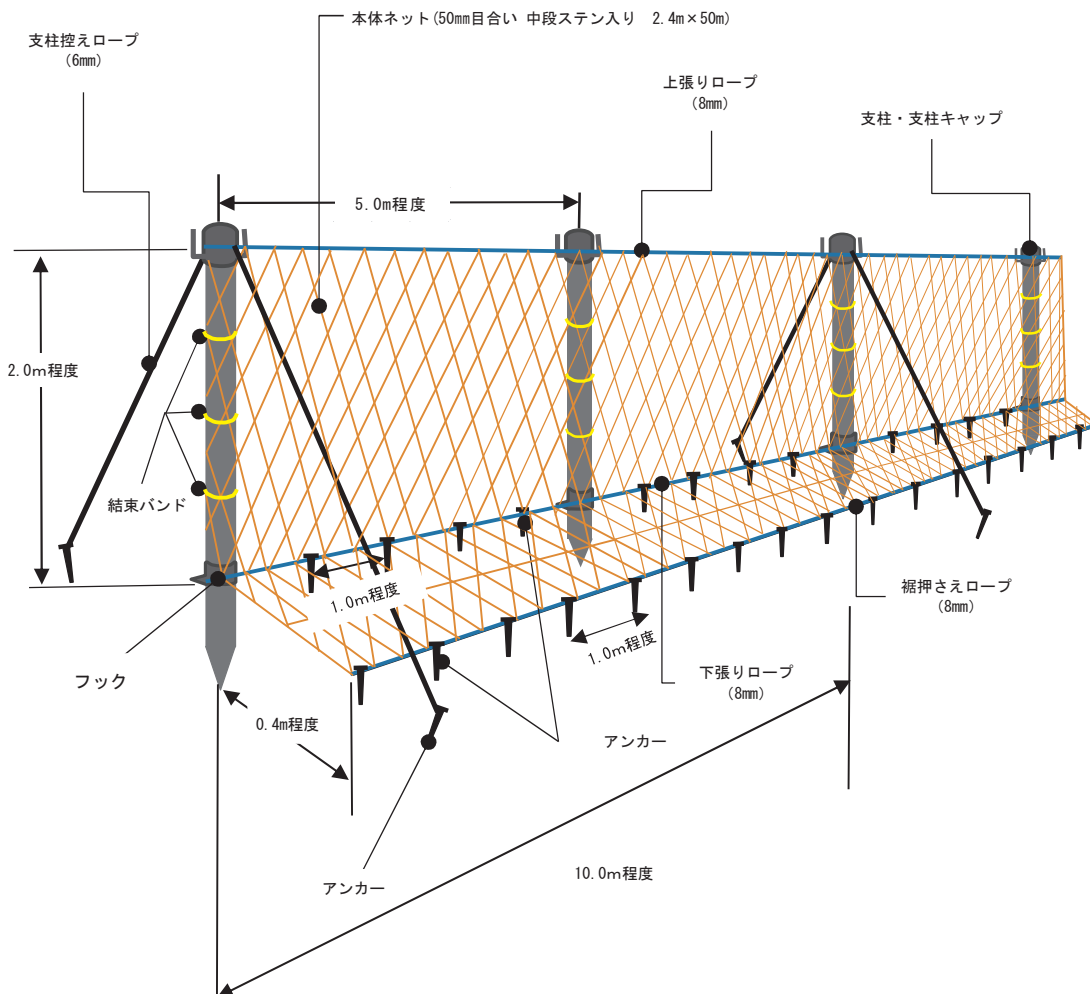 本体ネット(50mm目合い 中段ステン入り 2.4m×50m)
支柱控えロープ
(6mm)
上張りロープ
(8mm)
支柱・支柱キャップ
5.0m程度
2.0m程度
結束バンド
1.0m程度
裾押さえロープ
(8mm)
1.0m程度
フック
下張りロープ
(8mm)
0.4m程度
アンカー
10.0m程度
アンカー